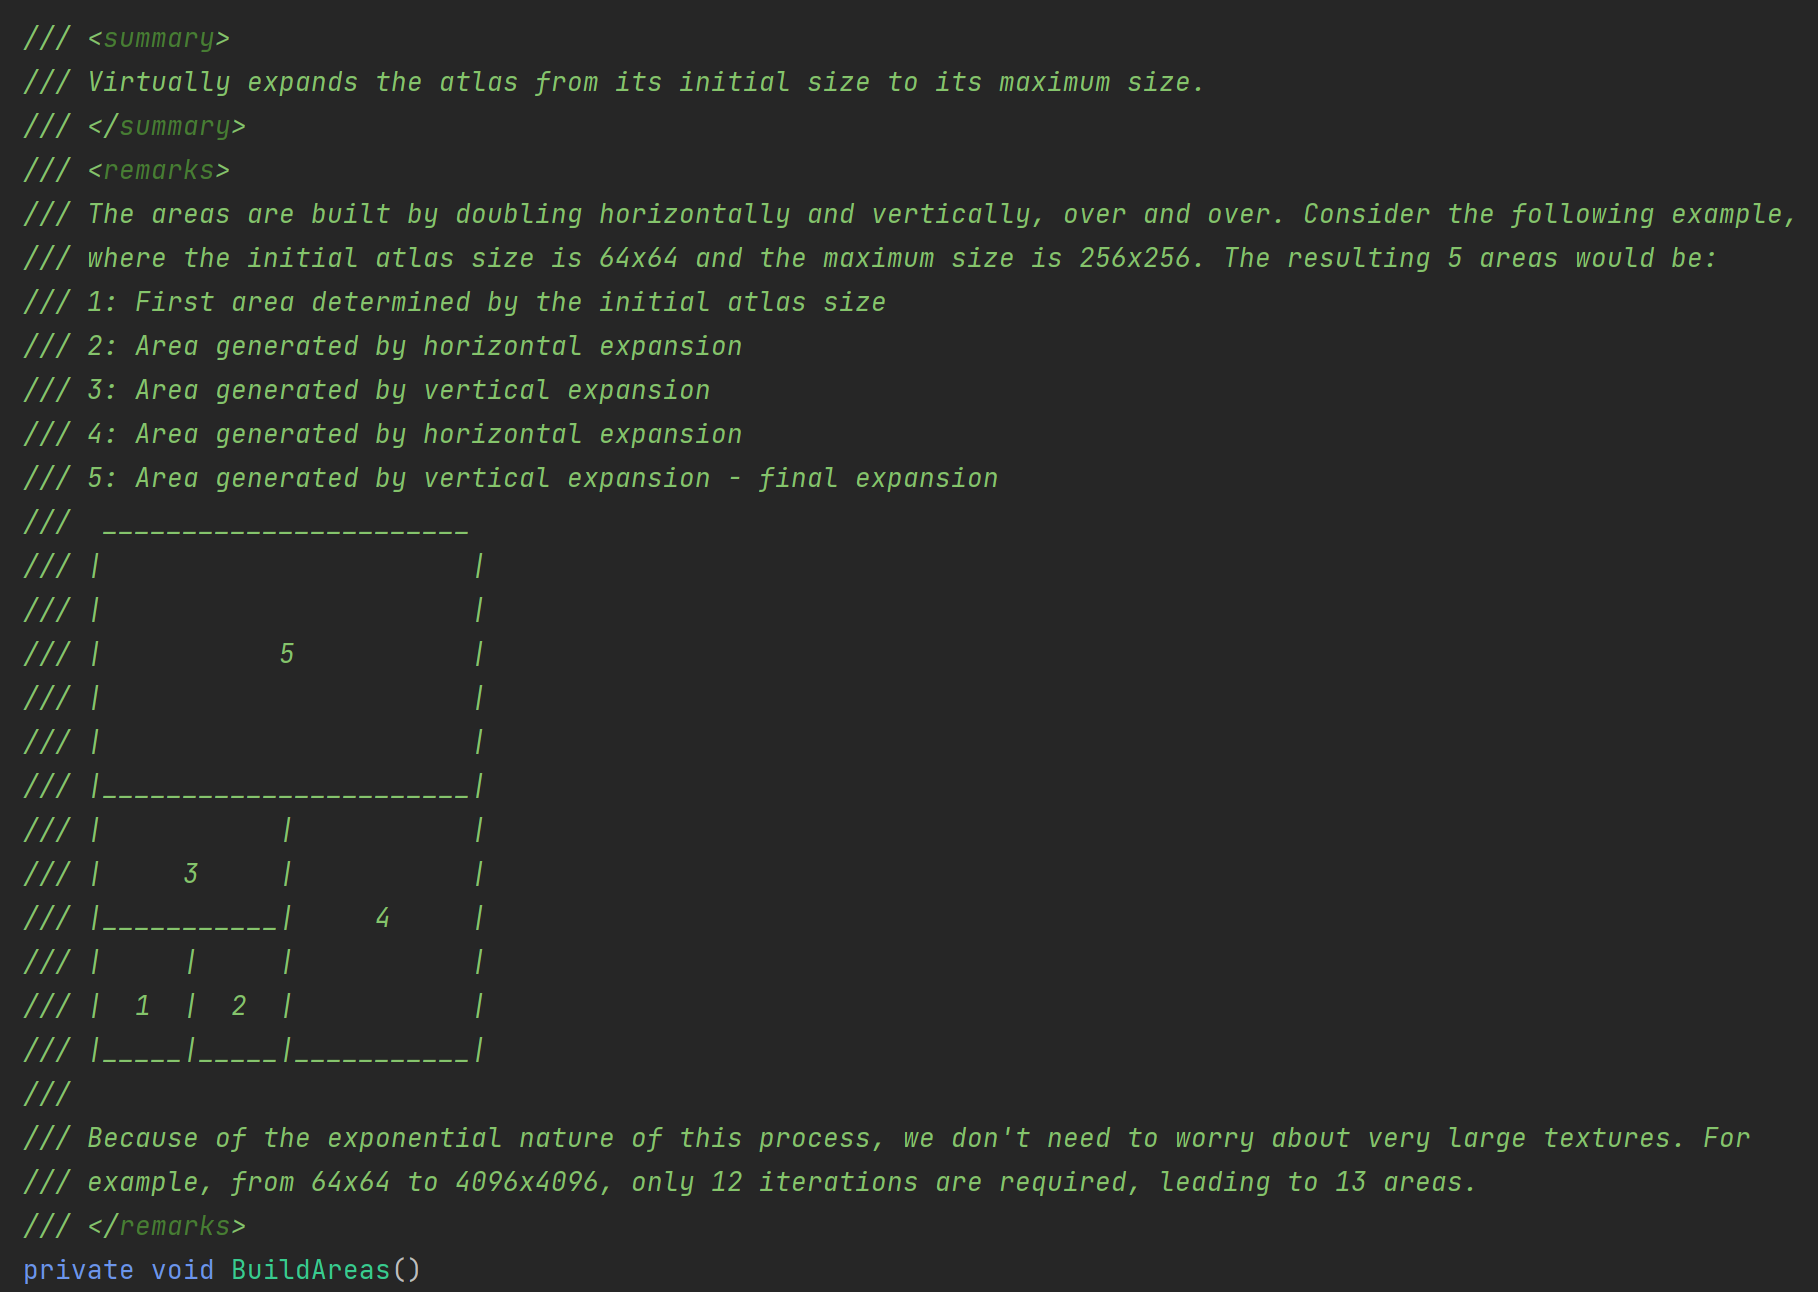 /// <summary>
/// Virtually expands the atlas from its initial size to its maximum size.
/// </summary>
/// <remarks>
/// The areas are built by doubling horizontally and vertically, over and over. Consider the following example,
/// where the initial atlas size is 64x64 and the maximum size is 256x256. The resulting 5 areas would be:
/// 1: First area determined by the initial atlas size
/// 2: Area generated by horizontal expansion
/// 3: Area generated by vertical expansion
/// 4: Area generated by horizontal expansion
/// 5: Area generated by vertical expansion - final expansion
///  _______________________
/// |                       |
/// |                       |
/// |           5           |
/// |                       |
/// |                       |
/// |_______________________|
/// |           |           |
/// |     3     |           |
/// |___________|     4     |
/// |     |     |           |
/// |  1  |  2  |           |
/// |_____|_____|___________|
///
/// Because of the exponential nature of this process, we don't need to worry about very large textures. For
/// example, from 64x64 to 4096x4096, only 12 iterations are required, leading to 13 areas.
/// </remarks>
private void BuildAreas()